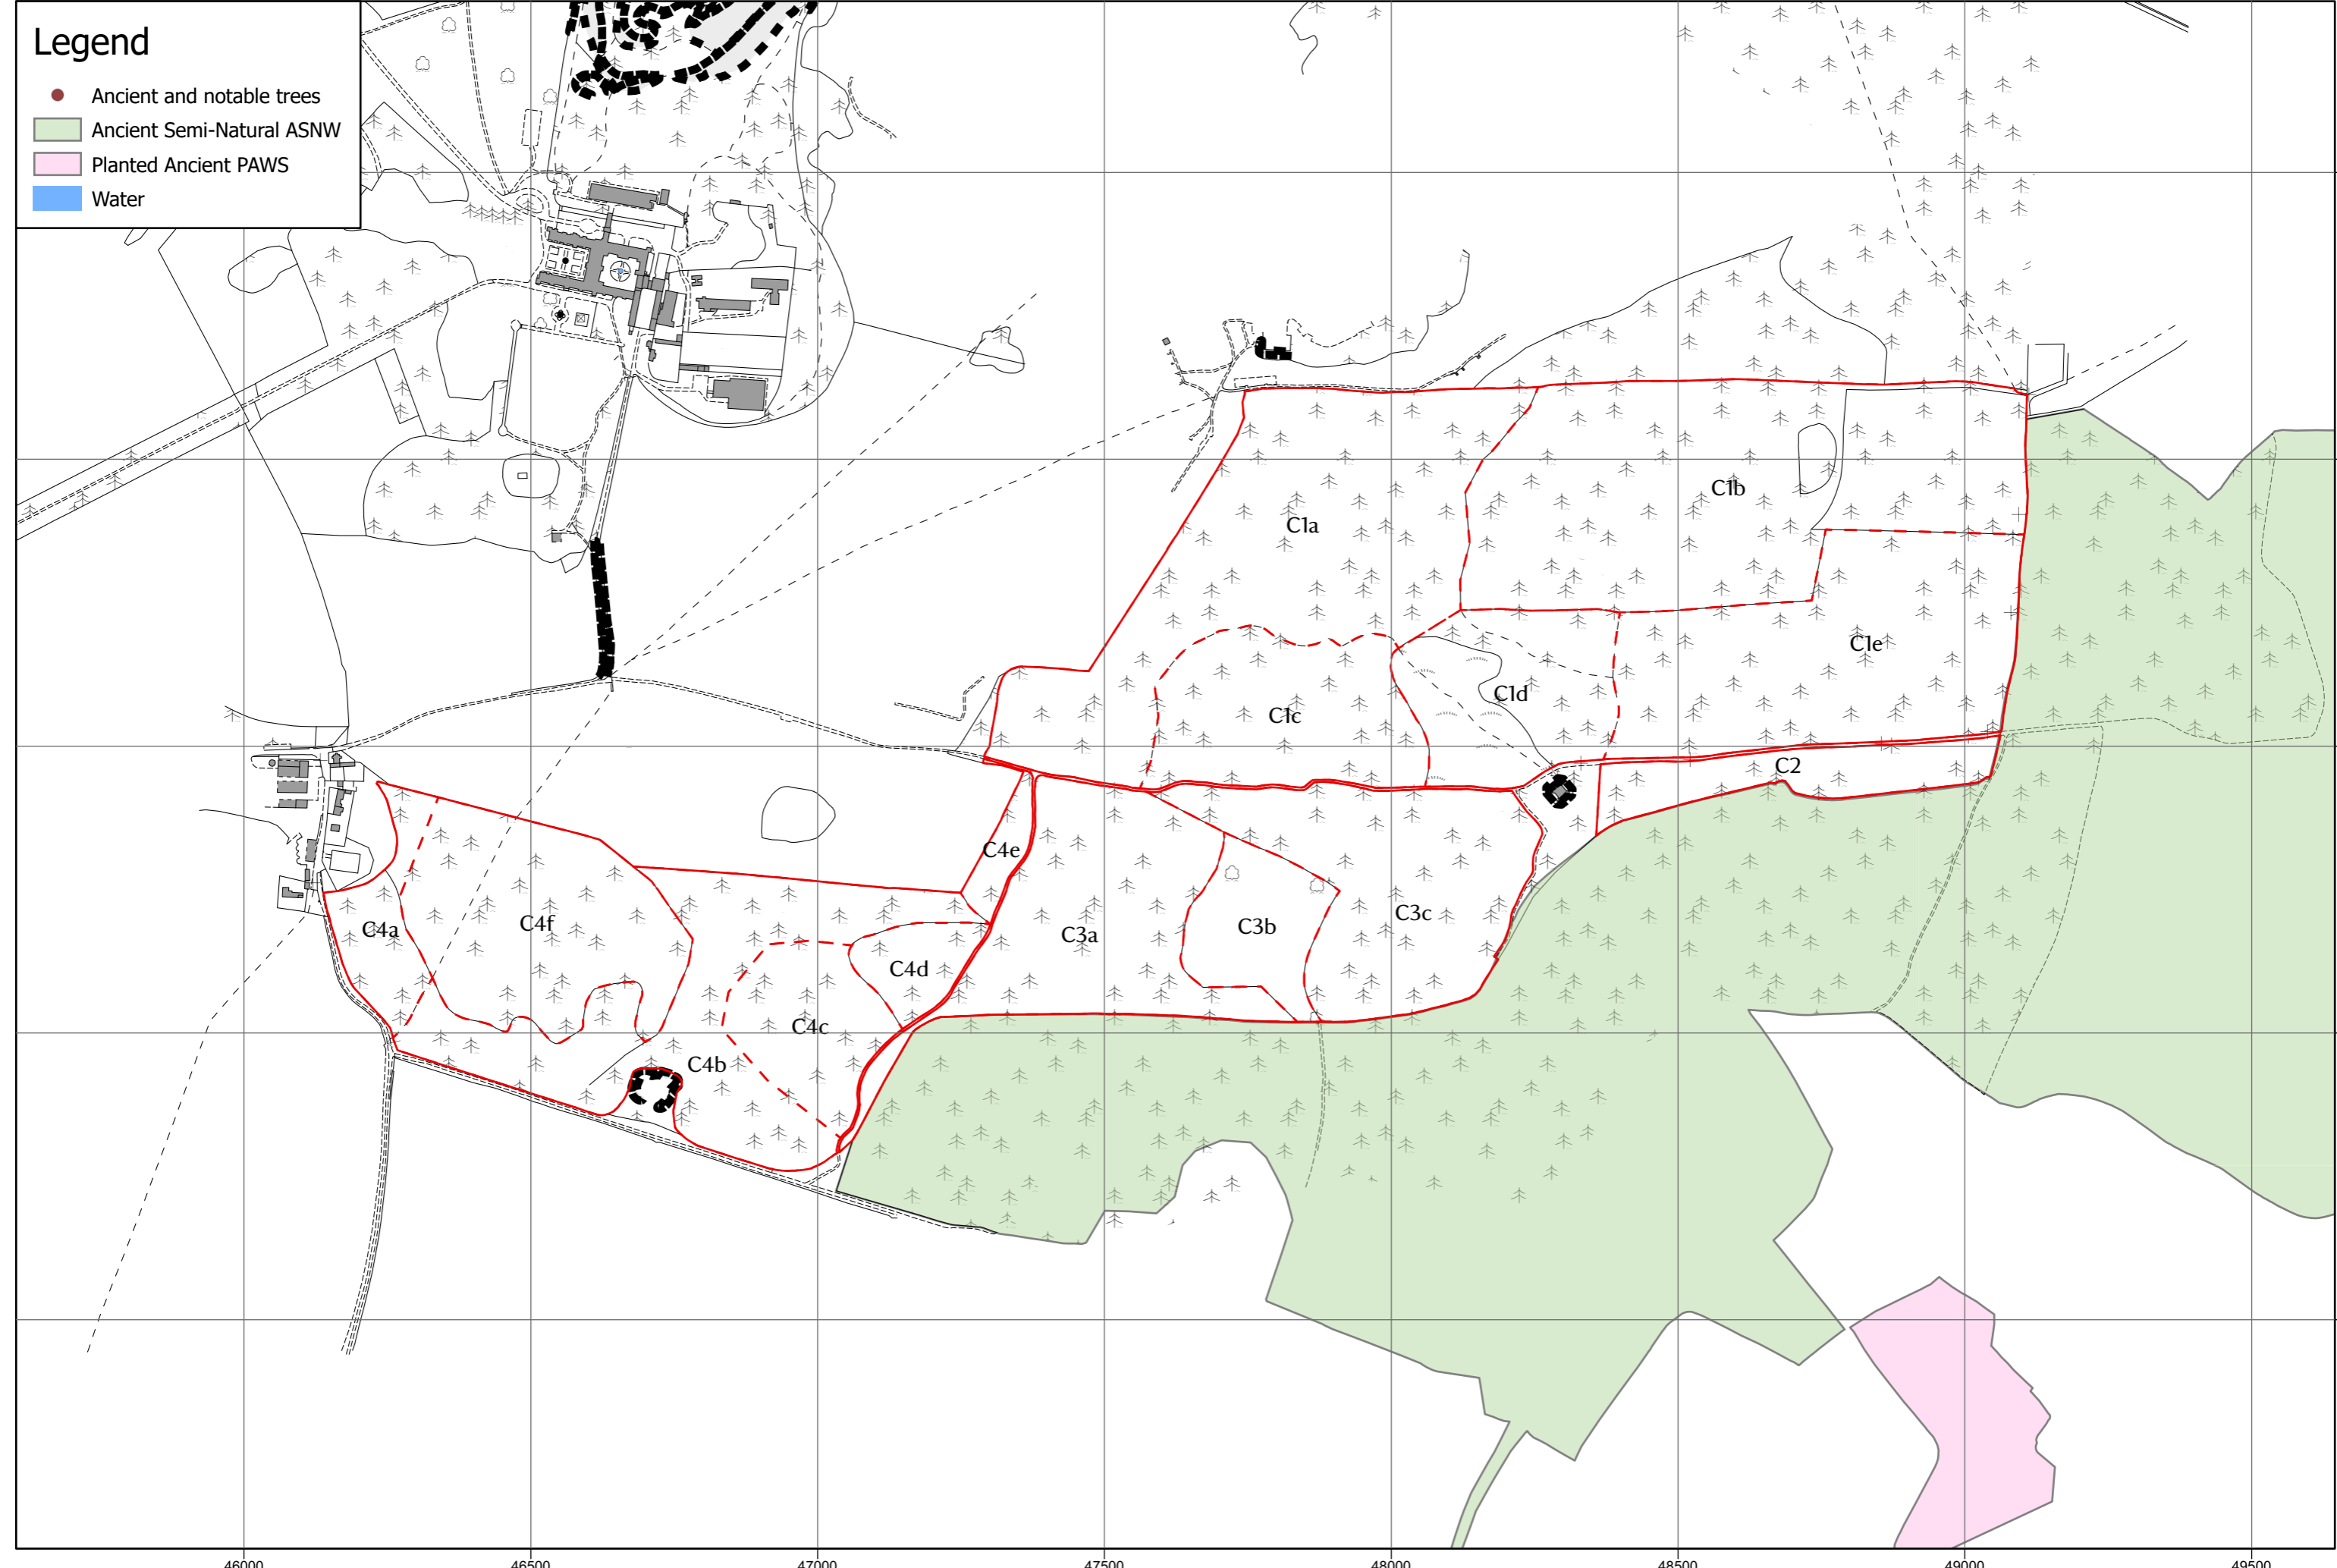 Legend
Ancient and notable trees
Ancient Semi-Natural ASNW
Planted Ancient PAWS
Water
C1a
C1b
C1e
C1d
C1c
C2
C4e
C3c
C3b
C3a
C4f
C4a
C4d
C4c
C4b
46000 46500 47000 47500 48000 48500 49000 49500